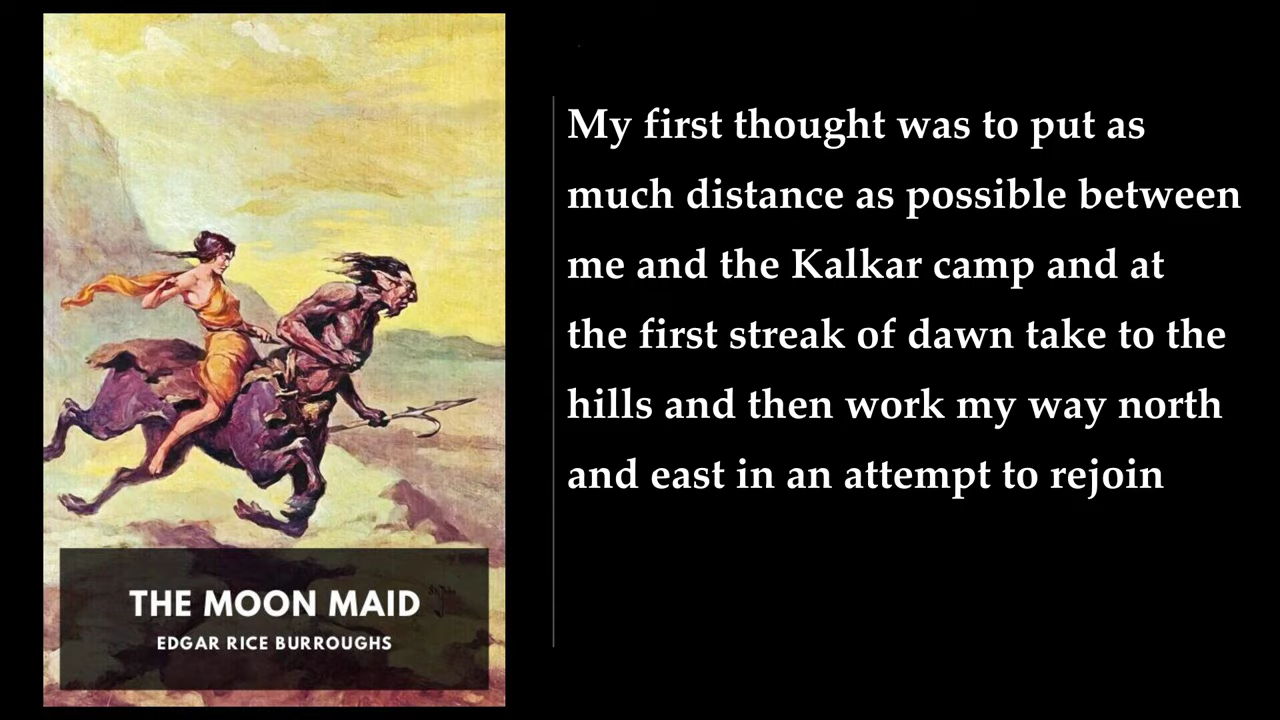 THE MOON MAID
EDGAR RICE BURROUGHS
My first thought was to put as
much distance as possible between
me and the Kalkar camp and at
the first streak of dawn take to the
hills and then work my way north
and east in an attempt to rejoin